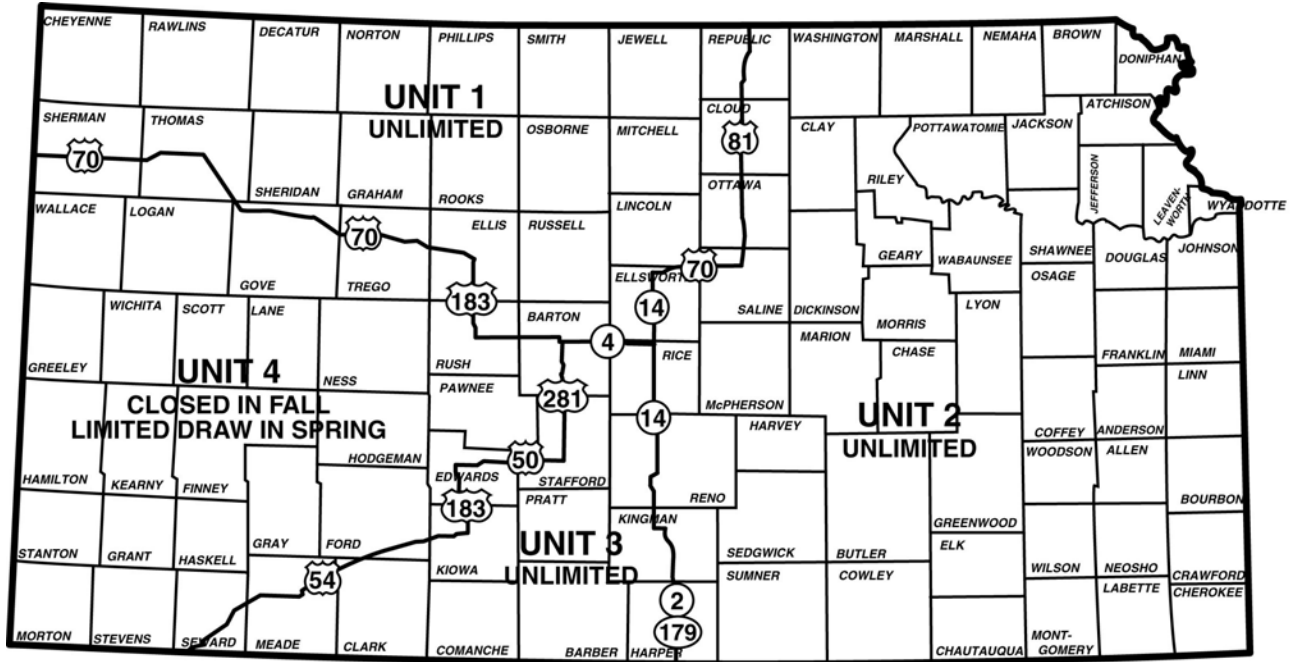 CHEYENNE
RAWLINS
DECATUR
NORTON
PHILLIPS
SMITH
JEWELL
REPUBLIC
WASHINGTON
MARSHALL
NEMAHA
BROWN
DONIPHAN
UNIT 1
UNLIMITED
SHERMAN
THOMAS
SHERIDAN
GRAHAM
ROOKS
OSBORNE
MITCHELL
CLOUD
CLAY
RILEY
POTTAWATOMIE
JACKSON
ATCHISON
JEFFERSON
LEAVEN-
WORTH
WYANDOTTE
70
81
WALLACE
LOGAN
GOVE
TREGO
ELLIS
RUSSELL
LINCOLN
OTTAWA
ELLSWORTH
SALINE
DICKINSON
GEARY
WABAUNSEE
SHAWNEE
DOUGLAS
JOHNSON
70
70
183
14
4
WICHITA
SCOTT
LANE
GREELEY
NESS
RUSH
BARTON
RICE
McPHERSON
MARION
MORRIS
CHASE
LYON
OSAGE
FRANKLIN
MIAMI
LINN
UNIT 4
CLOSED IN FALL
LIMITED DRAW IN SPRING
PAWNEE
281
14
HARVEY
UNIT 2
UNLIMITED
COFFEY
ANDERSON
HAMILTON
KEARNY
FINNEY
HODGEMAN
EDWARDS
50
STAFFORD
183
PRATT
RENO
KINGMAN
GREENWOOD
WOODSON
ALLEN
BOURBON
STANTON
GRANT
HASKELL
GRAY
FORD
KIOWA
UNIT 3
UNLIMITED
SEDGWICK
BUTLER
ELK
WILSON
NEOSHO
CRAWFORD
54
2
179
SUMNER
COWLEY
LABETTE
CHEROKEE
MORTON
STEVENS
SEWARD
MEADE
CLARK
COMANCHE
BARBER
HARPER
CHAUTAUQUA
MONT-
GOMERY